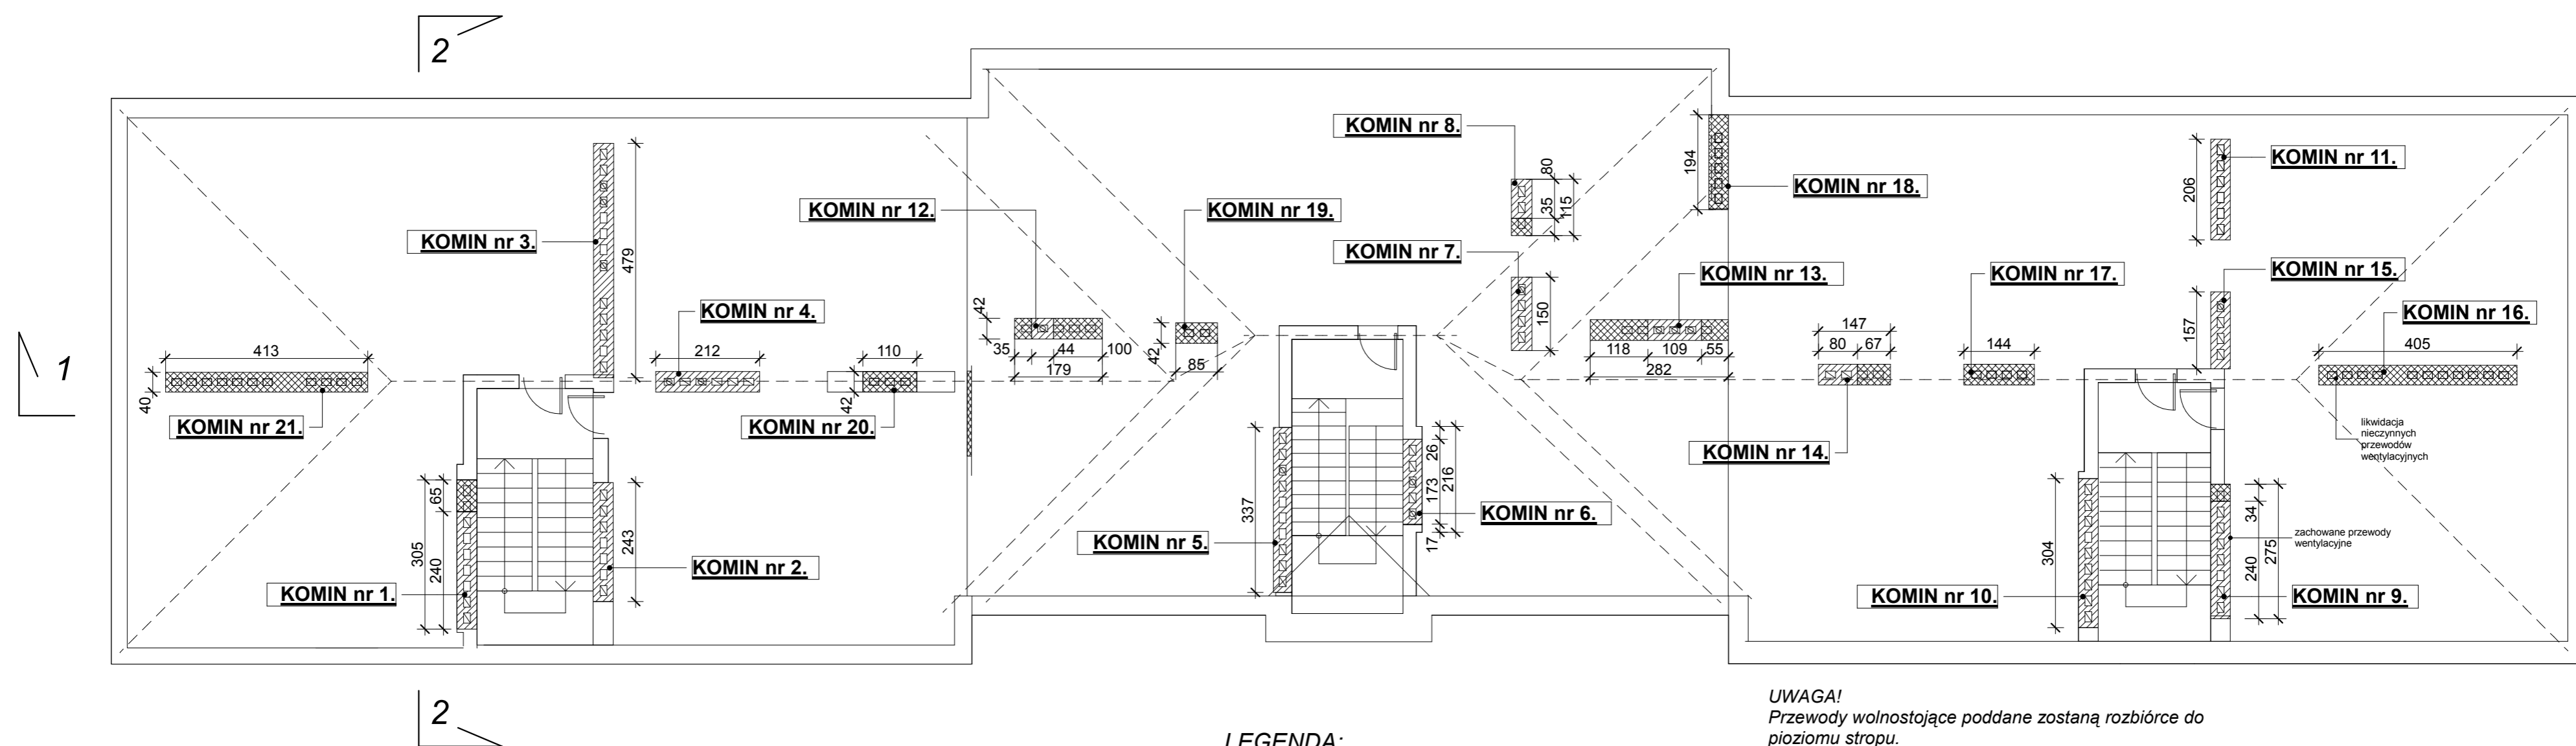 2
KOMIN nr 8.
80
35
115
KOMIN nr 18.
194
KOMIN nr 11.
206
KOMIN nr 12.
KOMIN nr 19.
KOMIN nr 3.
479
KOMIN nr 7.
150
KOMIN nr 13.
KOMIN nr 17.
KOMIN nr 15.
157
KOMIN nr 4.
KOMIN nr 16.
1
413
40
212
110
42
42
35
44
100
179
42
85
118
109
55
282
147
80
67
144
405
KOMIN nr 21.
KOMIN nr 20.
KOMIN nr 14.
likwidacja
nieczynnych
przewodów
wentylacyjnych
65
305
240
243
337
26
173
216
17
KOMIN nr 6.
KOMIN nr 5.
KOMIN nr 2.
KOMIN nr 1.
304
34
240
275
zachowane przewody
wentylacyjne
KOMIN nr 10.
KOMIN nr 9.
2
UWAGA!
Przewody wolnostojące poddane zostaną rozbiórce do
pioziomu stropu.
LEGENDA: